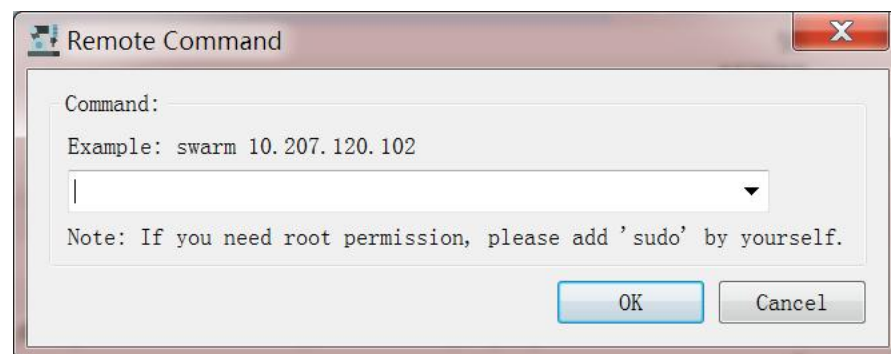 Remote Command
Command:
Example: swarm 10.207.120.102
Note: If you need root permission, please add 'sudo' by yourself.
OK
Cancel